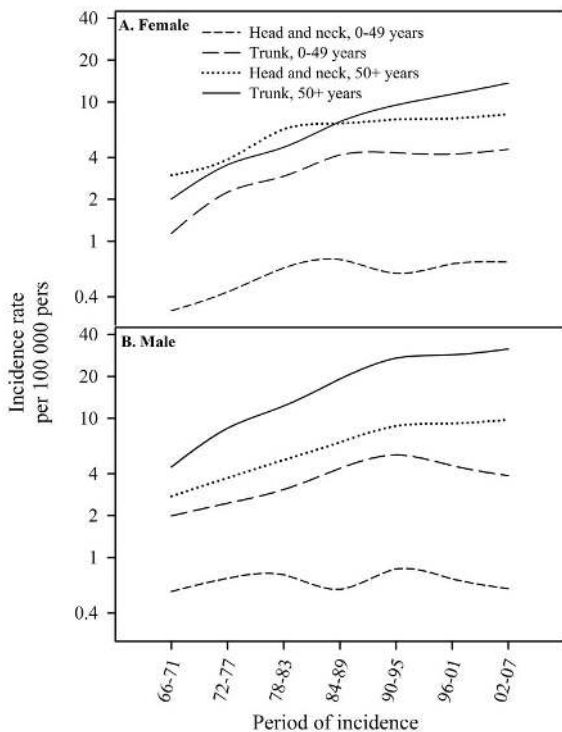 A. Female
Head and neck, 0-49 years
Trunk, 0-49 years
Head and neck, 50+ years
Trunk, 50+ years
40
20
10
4
2
1
0.4
B. Male
40
20
10
4
2
1
0.4
Incidence rate
per 100 000 pers
66-71
72-77
78-83
84-89
90-95
96-01
02-07
Period of incidence